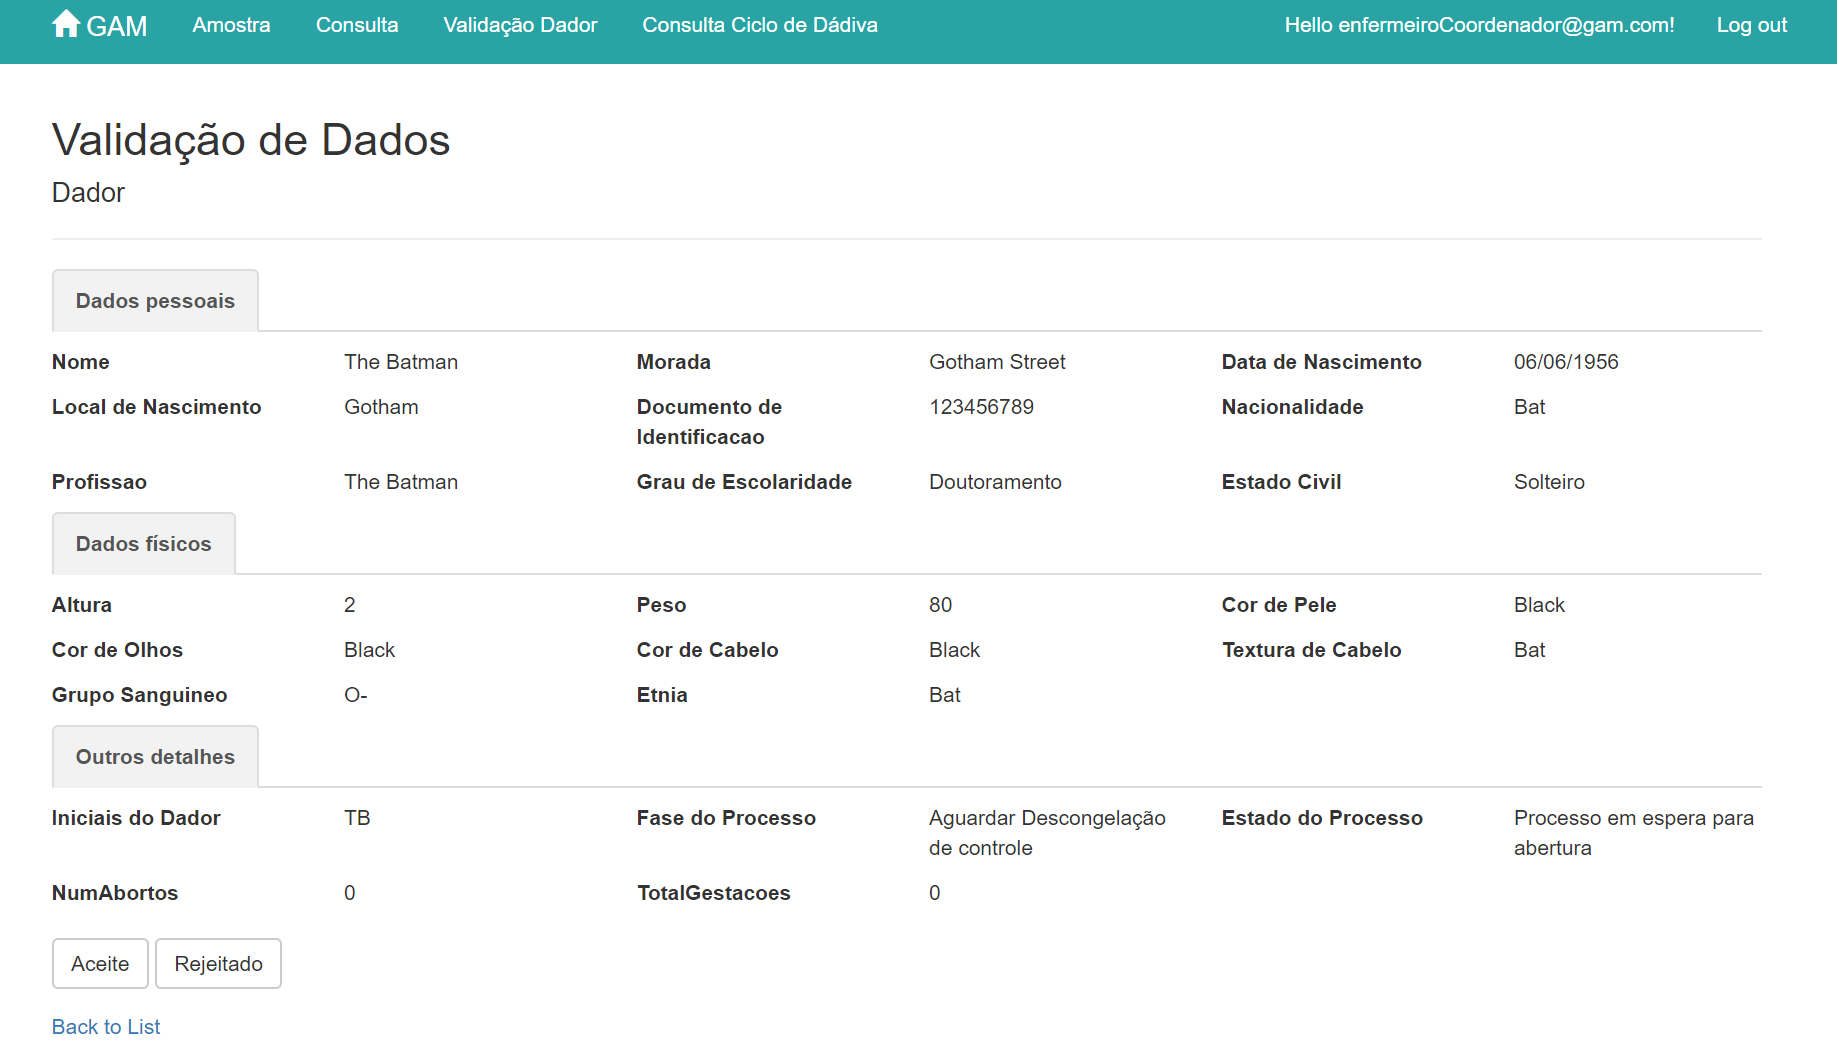 GAM Amostra Consulta Validação Dador Consulta Ciclo de Dádiva Hello enfermeiroCoordenador@gam.com! Log out
Validação de Dados
Dador
Dados pessoais
Nome The Batman Morada Gotham Street Data de Nascimento 06/06/1956
Local de Nascimento Gotham Documento de 123456789 Nacionalidade Bat
Identificacao
Profissao The Batman Grau de Escolaridade Doutoramento Estado Civil Solteiro
Dados físicos
Altura 2 Peso 80 Cor de Pele Black
Cor de Olhos Black Cor de Cabelo Black Textura de Cabelo Bat
Grupo Sanguineo O- Etnia Bat
Outros detalhes
Iniciais do Dador TB Fase do Processo Aguardar Descongelação Estado do Processo Processo em espera para
de controle abertura
NumAbortos 0 TotalGestacoes 0
Aceite Rejeitado
Back to List